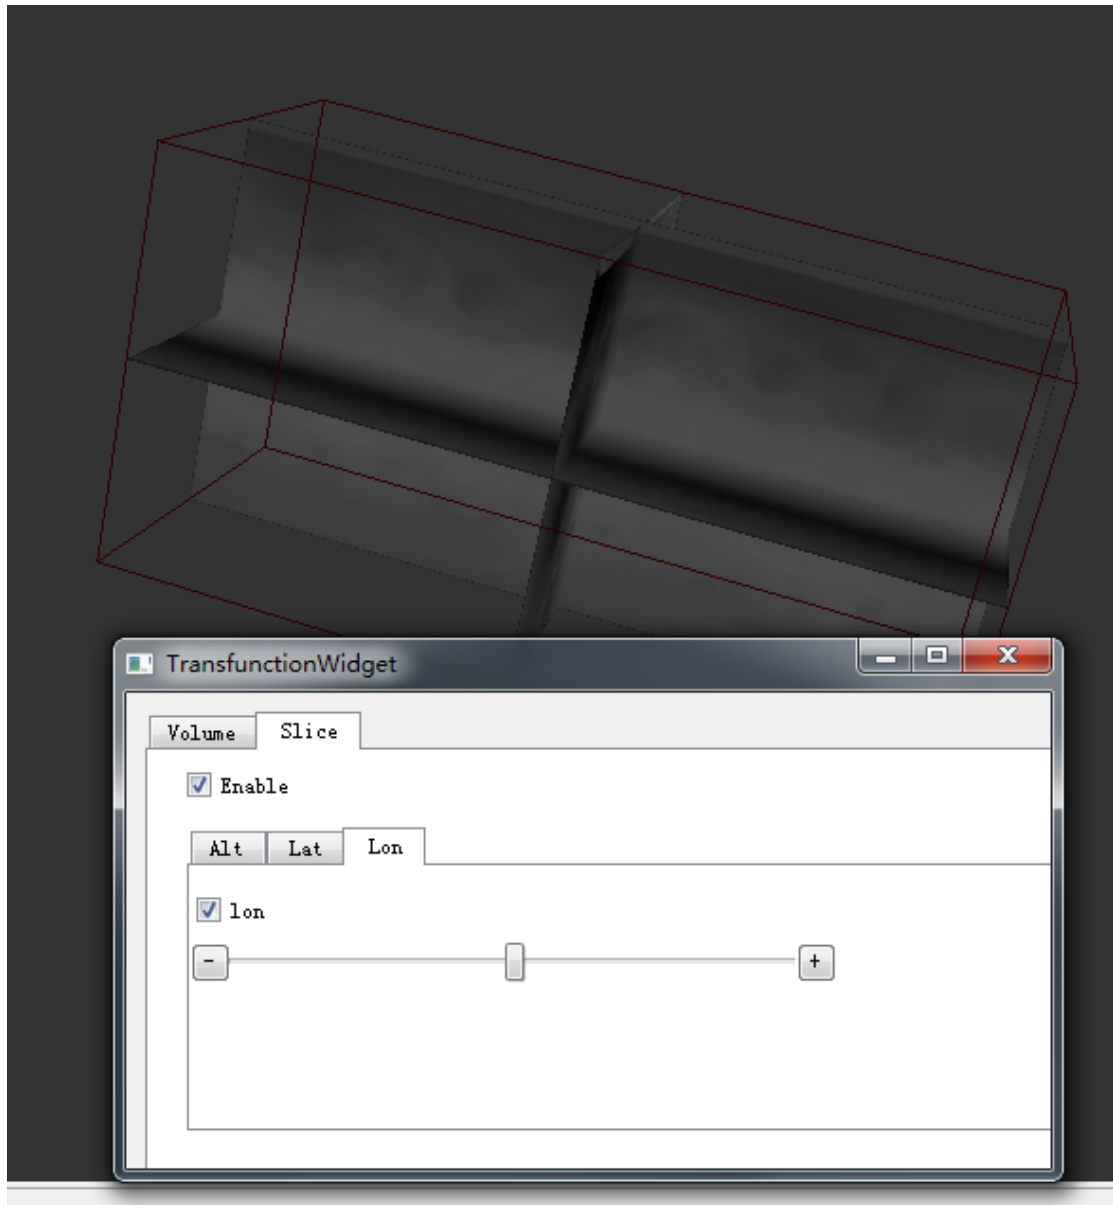 TransfunctionWidget
Volume Slice
Enable
Alt Lat Lon
lon
- +